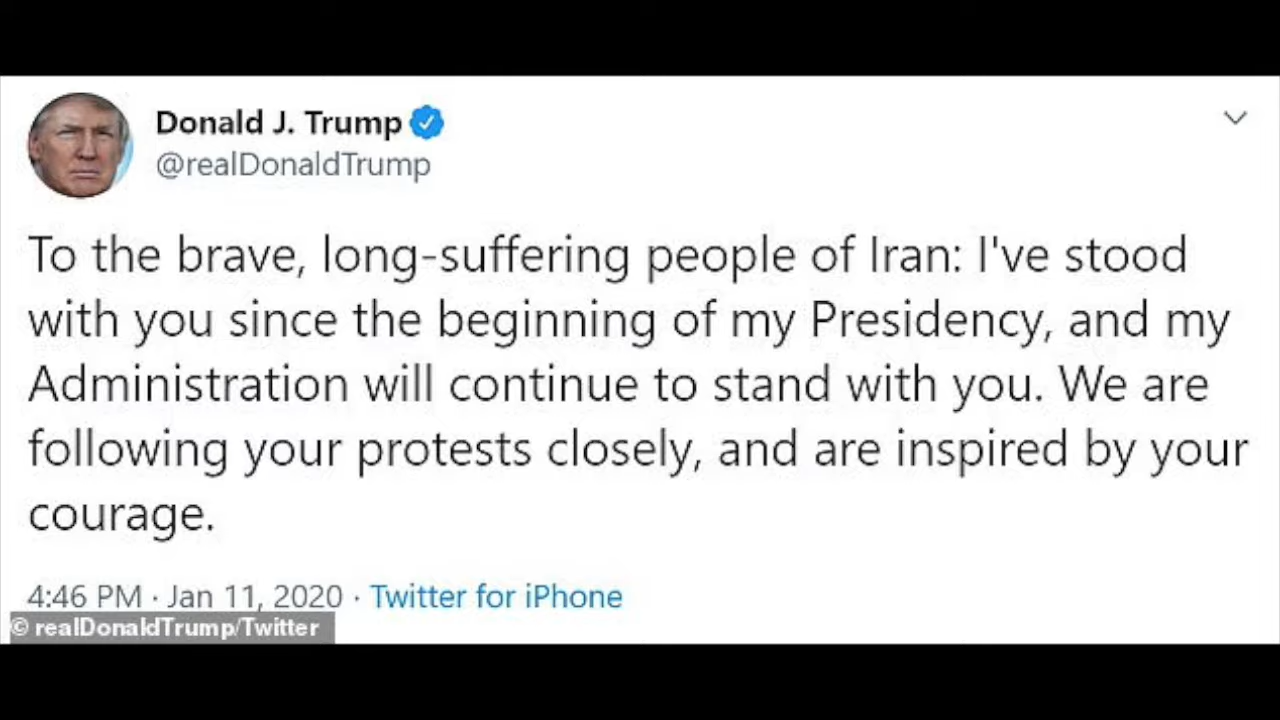 Donald J. Trump
@realDonaldTrump
To the brave, long-suffering people of Iran: I've stood
with you since the beginning of my Presidency, and my
Administration will continue to stand with you. We are
following your protests closely, and are inspired by your
courage.
4:46 PM · Jan 11, 2020 · Twitter for iPhone
© realDonaldTrump/Twitter